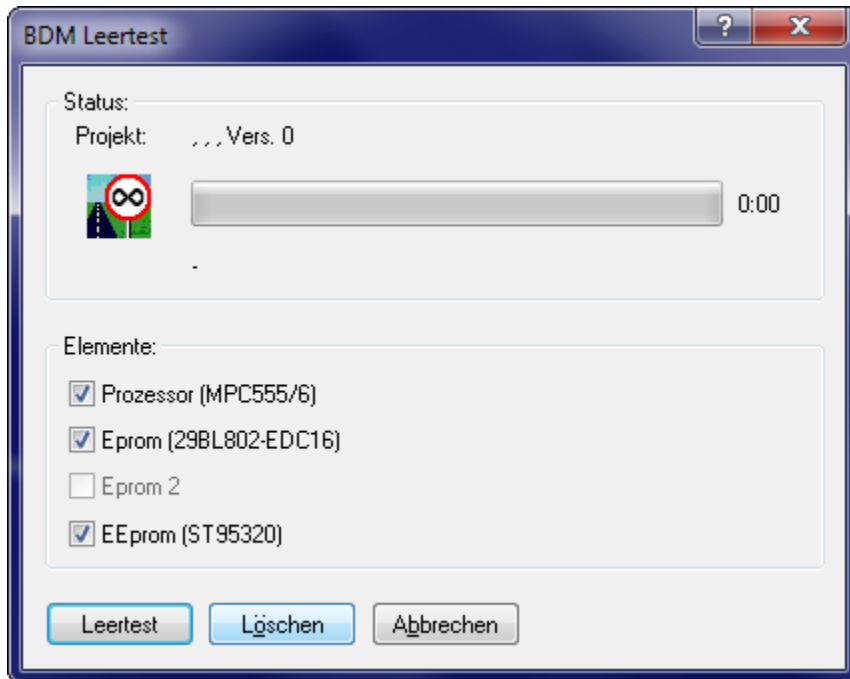 BDM Leertest
Status:
Projekt: , , , Vers. 0
0:00
-
Elemente:
Prozessor (MPC555/6)
Eprom (29BL802-EDC16)
Eprom 2
EEprom (ST95320)
Leertest Löschen Abbrechen